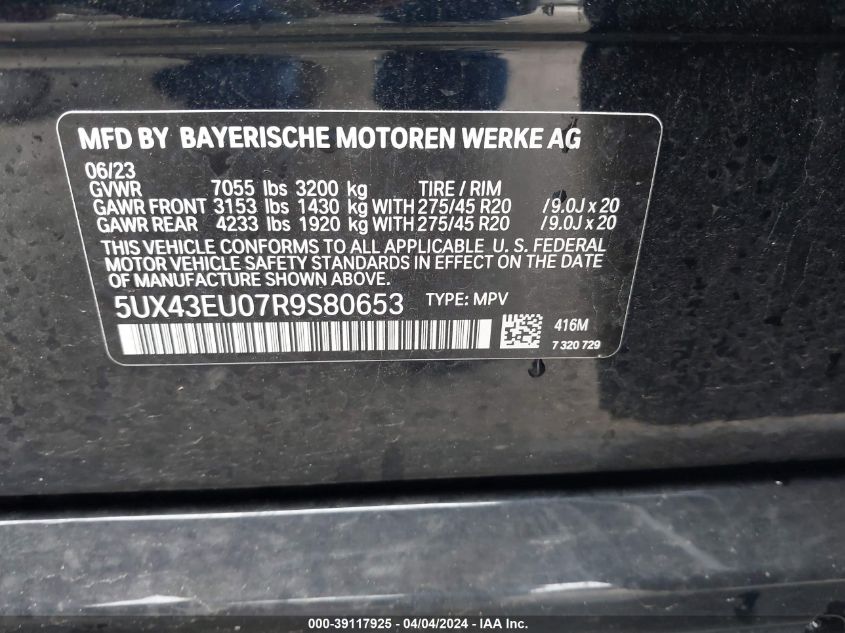 MFD BY BAYERISCHE MOTOREN WERKE AG
06/23
GVWR 7055 lbs 3200 kg TIRE / RIM
GAWR FRONT 3153 lbs 1430 kg WITH 275/45 R20 /9.0J x 20
GAWR REAR 4233 lbs 1920 kg WITH 275/45 R20 /9.0J x 20
THIS VEHICLE CONFORMS TO ALL APPLICABLE U. S. FEDERAL
MOTOR VEHICLE SAFETY STANDARDS IN EFFECT ON THE DATE
OF MANUFACTURE SHOWN ABOVE.
5UX43EU07R9S80653 TYPE: MPV
416M
7 320 729
000-39117925 - 04/04/2024 - IAA Inc.